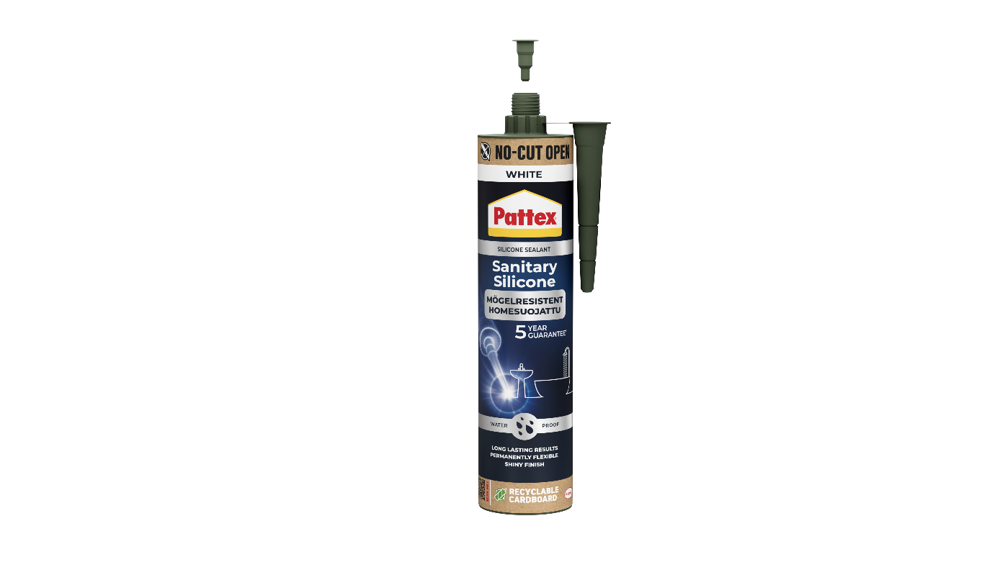 NO-CUT OPEN
WHITE
Pattex
SILICONE SEALANT
Sanitary
Silicone
MÖGELRESISTENT
HOMESUOJATTU
5 YEAR
GUARANTEE*
WATER PROOF
LONG LASTING RESULTS
PERMANENTLY FLEXIBLE
SHINY FINISH
RECYCLABLE
CARDBOARD